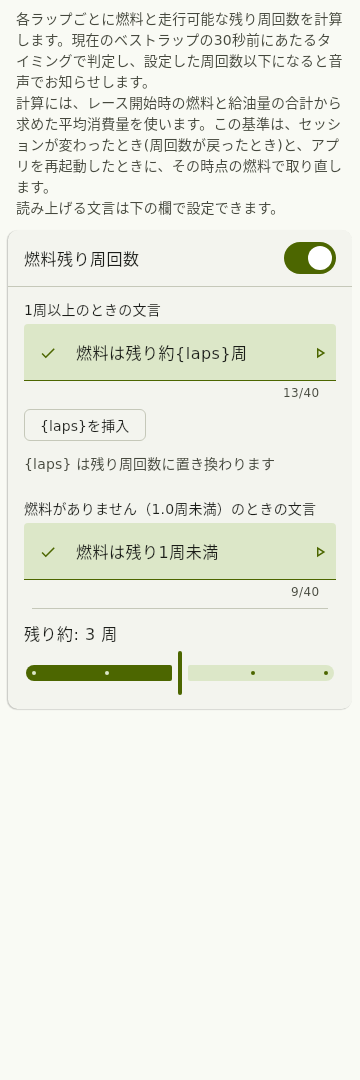 各ラップごとに燃料と走行可能な残り周回数を計算
します。現在のベストラップの30秒前にあたるタ
イミングで判定し、設定した周回数以下になると音
声でお知らせします。
計算には、レース開始時の燃料と給油量の合計から
求めた平均消費量を使います。この基準は、セッシ
ョンが変わったとき(周回数が戻ったとき)と、アプ
リを再起動したときに、その時点の燃料で取り直し
ます。
読み上げる文言は下の欄で設定できます。
燃料残り周回数
1周以上のときの文言
燃料は残り約{laps}周
13/40
{laps}を挿入
{laps} は残り周回数に置き換わります
燃料がありません（1.0周未満）のときの文言
燃料は残り1周未満
9/40
残り約: 3 周